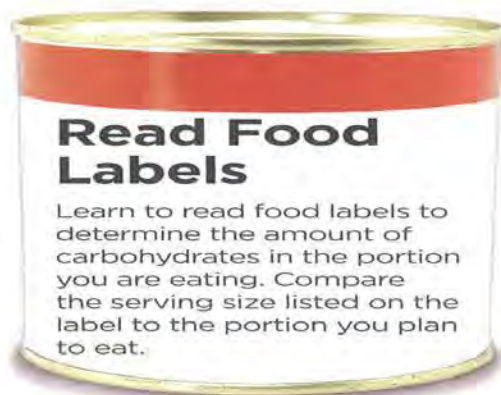 Read Food
Labels
Learn to read food labels to
determine the amount of
carbohydrates in the portion
you are eating. Compare
the serving size listed on the
label to the portion you plan
to eat.